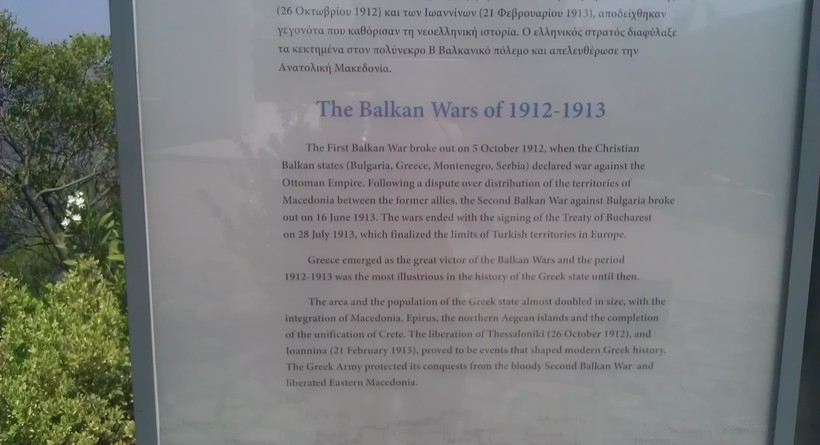 (26 Οκτωβρίου 1912) και των Ιωαννίνων (21 Φεβρουαρίου 1913), αποδείχθηκαν
γεγονότα που καθόρισαν τη νεοελληνική ιστορία. Ο ελληνικός στρατός διαφύλαξε
τα κεκτημένα στον πολύνεκρο Β Βαλκανικό πόλεμο και απελευθέρωσε την
Ανατολική Μακεδονία.
The Balkan Wars of 1912-1913
The First Balkan War broke out on 5 October 1912, when the Christian
Balkan states (Bulgaria, Greece, Montenegro, Serbia) declared war against the
Ottoman Empire. Following a dispute over distribution of the territories of
Macedonia between the former allies, the Second Balkan War against Bulgaria broke
out on 16 June 1913. The wars ended with the signing of the Treaty of Bucharest
on 28 July 1913, which finalized the limits of Turkish territories in Europe.
Greece emerged as the great victor of the Balkan Wars and the period
1912-1913 was the most illustrious in the history of the Greek state until then.
The area and the population of the Greek state almost doubled in size, with the
integration of Macedonia, Epirus, the northern Aegean islands and the completion
of the unification of Crete. The liberation of Thessaloniki (26 October 1912), and
Ioannina (21 February 1913), proved to be events that shaped modern Greek history.
The Greek Army protected its conquests from the bloody Second Balkan War and
liberated Eastern Macedonia.